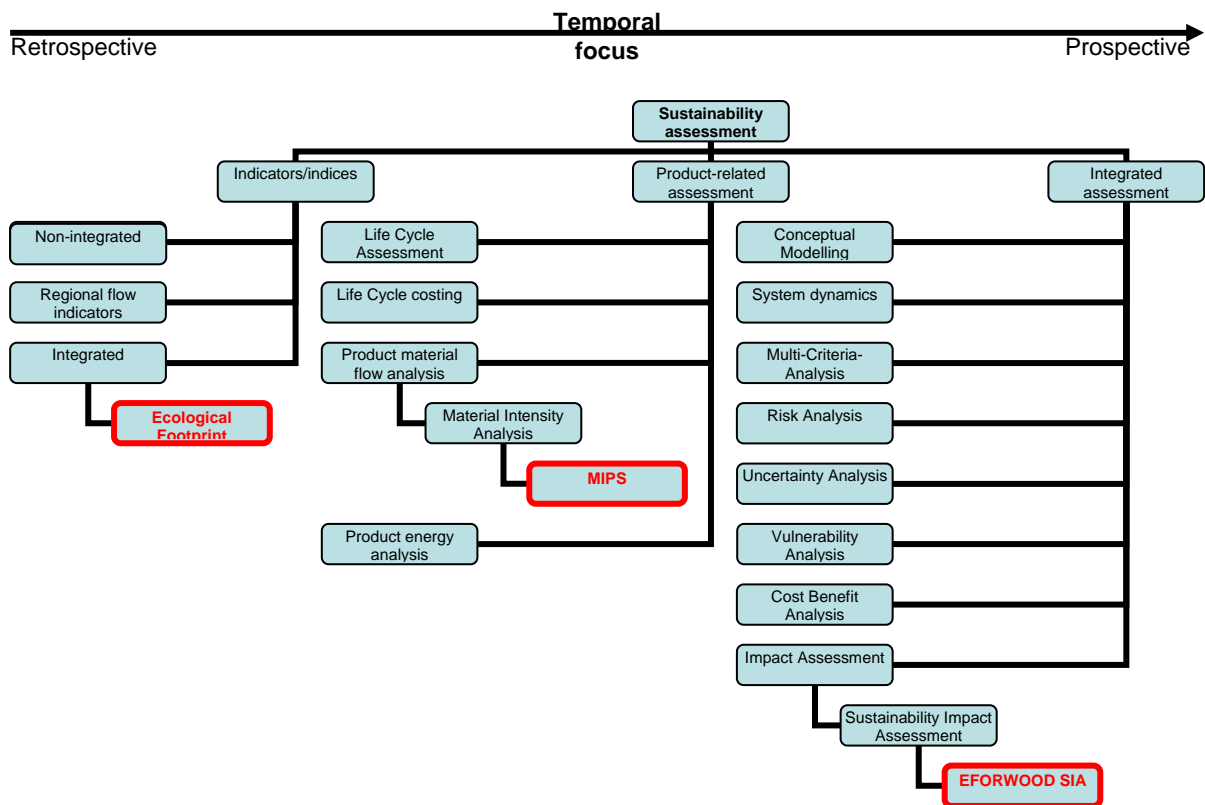 Temporal
focus
Retrospective
Prospective
Sustainability
assessment
Indicators/indices
Product-related
assessment
Integrated
assessment
Non-integrated
Regional flow
indicators
Integrated
Ecological
Footprint
Life Cycle
Assessment
Life Cycle costing
Product material
flow analysis
Material Intensity
Analysis
MIPS
Product energy
analysis
Conceptual
Modelling
System dynamics
Multi-Criteria-
Analysis
Risk Analysis
Uncertainty Analysis
Vulnerability
Analysis
Cost Benefit
Analysis
Impact Assessment
Sustainability Impact
Assessment
EFORWOOD SIA